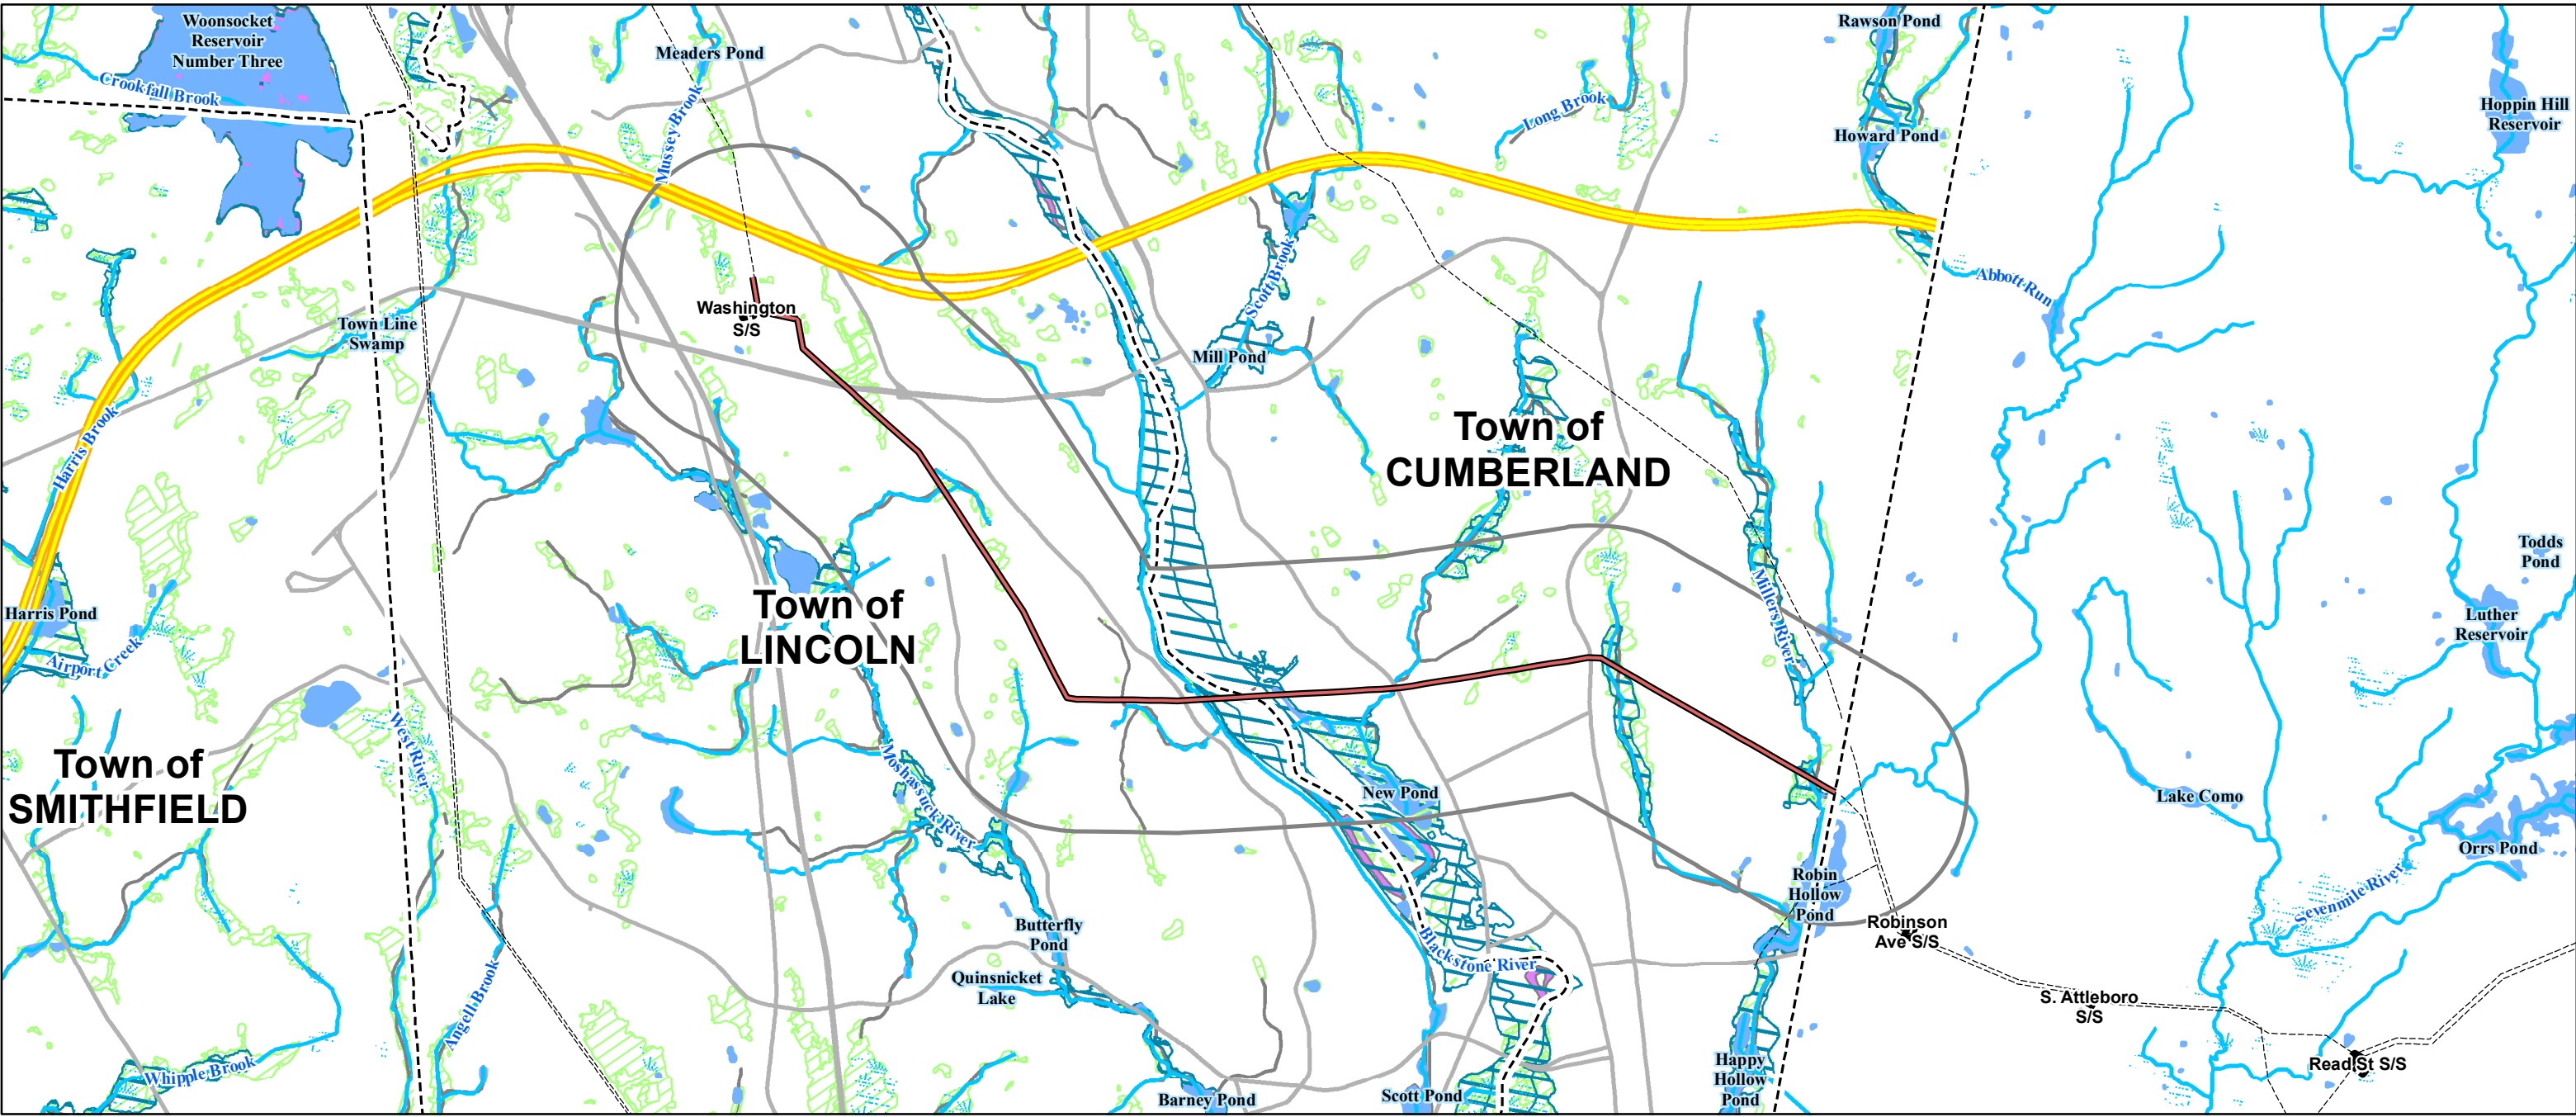 Woonsocket
Reservoir
Number Three
Crookfall Brook
Meaders Pond
Mussey Brook
Long Brook
Rawson Pond
Howard Pond
Hoppin Hill
Reservoir
Abbott Run
Scott Brook
Washington
S/S
Town Line
Swamp
Mill Pond
Harris Brook
Town of
CUMBERLAND
Todds
Pond
Harris Pond
Airport Creek
Town of
LINCOLN
Millers River
Luther
Reservoir
West River
Town of
SMITHFIELD
Moshassuck River
New Pond
Lake Como
Orrs Pond
Robin
Hollow
Pond
Sevenmile River
Robinson
Ave S/S
Butterfly
Pond
Blackstone River
Quinsnicket
Lake
Angell Brook
S. Attleboro
S/S
Whipple Brook
Read St S/S
Happy
Hollow
Pond
Barney Pond
Scott Pond